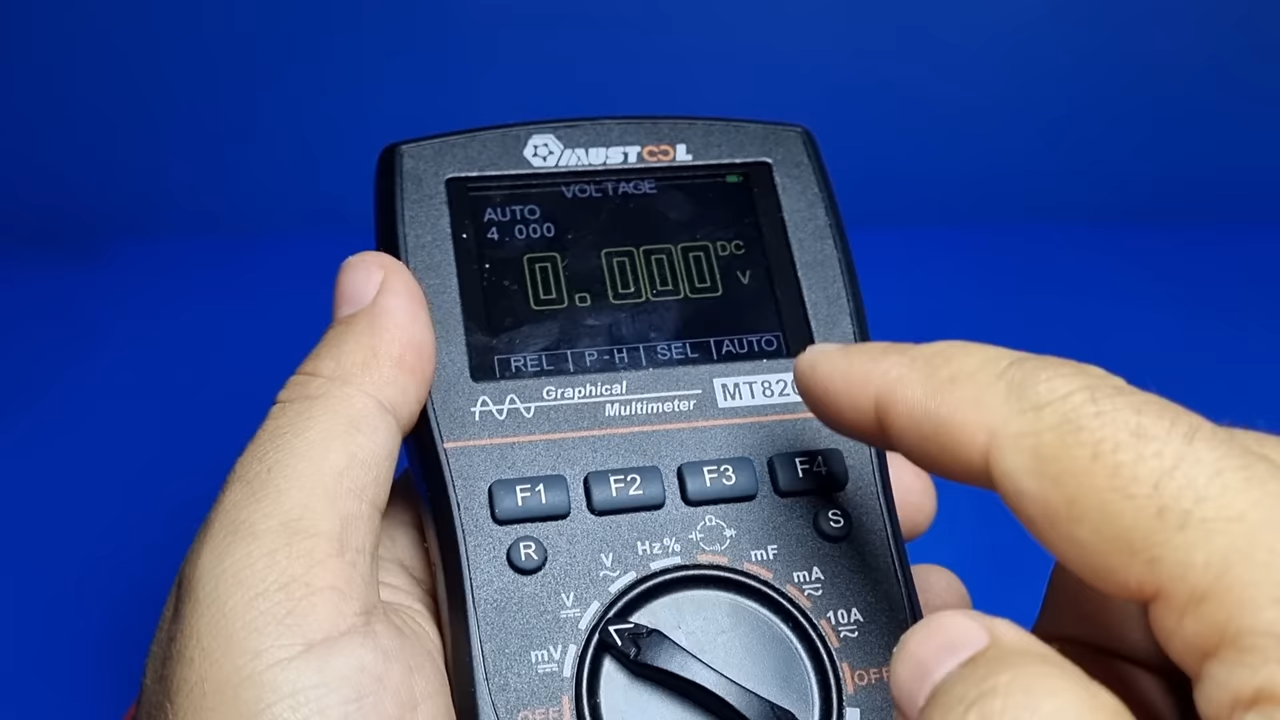 MUSTOOL
VOLTAGE
AUTO
4.000
0.000
DC
V
REL P-H SEL AUTO
Graphical
Multimeter
F1 F2 F3 F4
R
S
mV
V
V
Hz%
mF
mA
10A
OFF